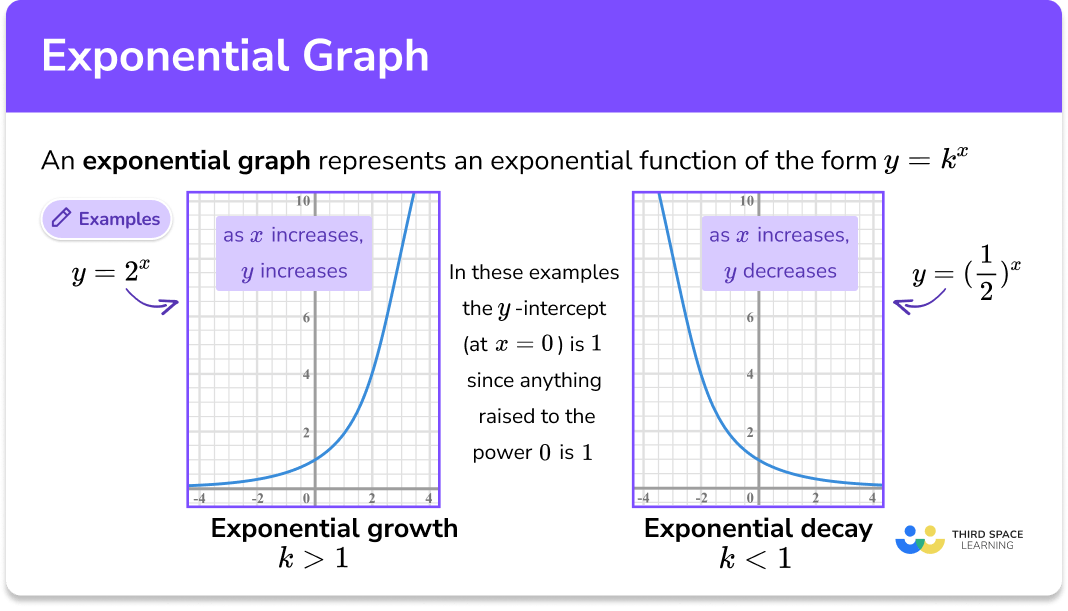 Exponential Graph
An exponential graph represents an exponential function of the form y = kˣ
Examples
y = 2ˣ
10
as x increases,
y increases
6
4
2
-4 -2 0 2 4
Exponential growth
k > 1
In these examples
the y-intercept
(at x = 0) is 1
since anything
raised to the
power 0 is 1
10
as x increases,
y decreases
6
4
2
-4 -2 0 2 4
Exponential decay
k < 1
y = (1/2)ˣ
THIRD SPACE
LEARNING